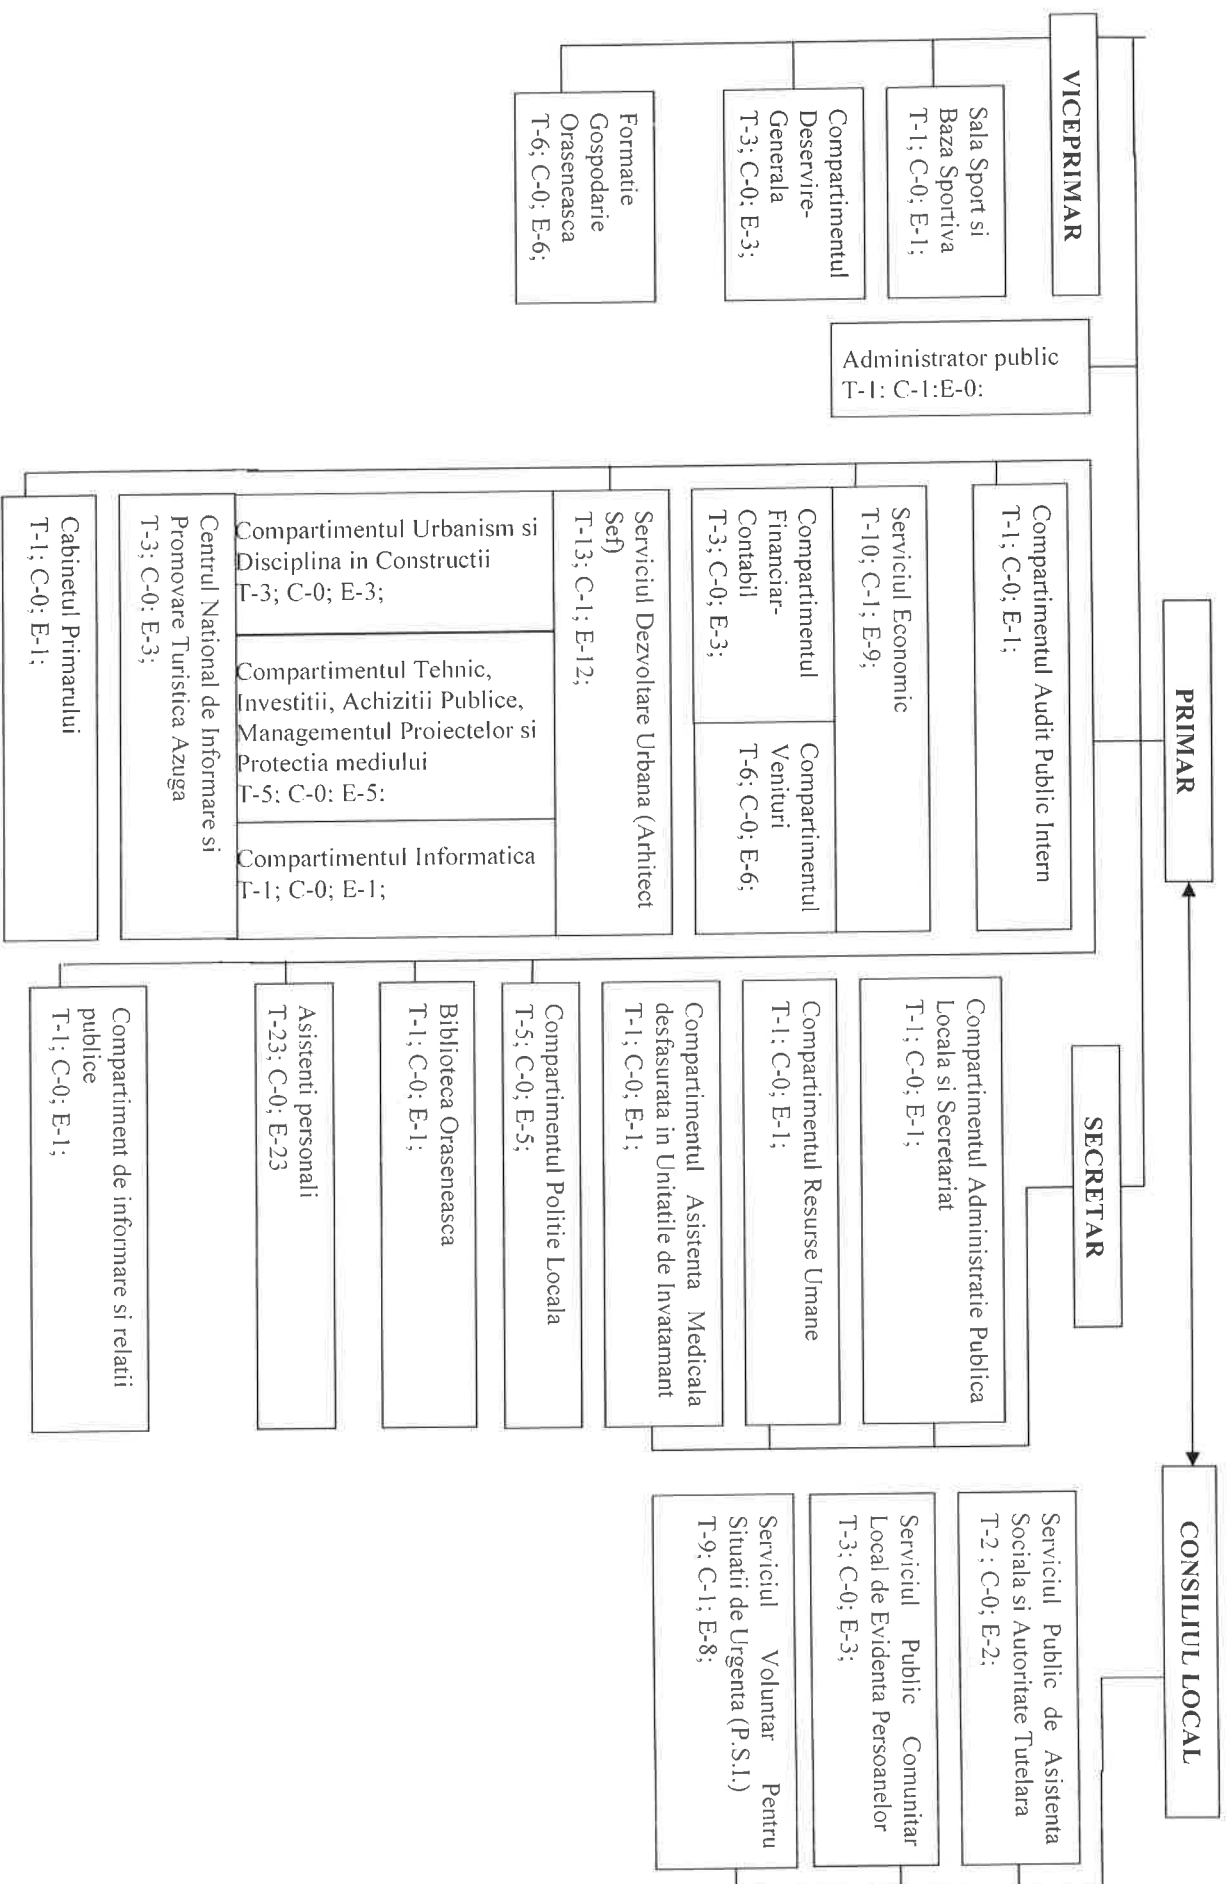 PRIMAR
CONSILIUL LOCAL
VICEPRIMAR
SECRETAR
Sala Sport si
Baza Sportiva
T-1; C-0; E-1;
Compartimentul
Deservire-
Generala
T-3; C-0; E-3;
Formatie
Gospodarie
Oraseneasca
T-6; C-0; E-6;
Administrator public
T-1: C-1:E-0:
Compartimentul Audit Public Intern
T-1; C-0; E-1;
Serviciul Economic
T-10; C-1; E-9;
Compartimentul
Financiar-
Contabil
T-3; C-0; E-3;
Compartimentul
Venituri
T-6; C-0; E-6;
Serviciul Dezvoltare Urbana (Arhitect
Sef)
T-13; C-1; E-12;
Compartimentul Urbanism si
Disciplina in Constructii
T-3; C-0; E-3;
Compartimentul Tehnic,
Investitii, Achizitii Publice,
Managementul Proiectelor si
Protectia mediului
T-5: C-0: E-5:
Compartimentul Informatica
T-1; C-0; E-1;
Centrul National de Informare si
Promovare Turistica Azuga
T-3; C-0; E-3;
Cabinetul Primarului
T-1; C-0; E-1;
Compartimentul Administratie Publica
Locala si Secretariat
T-1; C-0; E-1;
Compartimentul Resurse Umane
T-1; C-0; E-1;
Compartimentul Asistenta Medicala
desfasurata in Unitatile de Invatamant
T-1; C-0; E-1;
Compartimentul Politie Locala
T-5; C-0; E-5;
Biblioteca Oraseneasca
T-1; C-0; E-1;
Asistenti personali
T-23; C-0; E-23
Compartiment de informare si relatii
publice
T-1; C-0; E-1;
Serviciul Public de Asistenta
Sociala si Autoritate Tutelara
T-2 ; C-0; E-2;
Serviciul Public Comunitar
Local de Evidenta Persoanelor
T-3; C-0; E-3;
Serviciul Voluntar Pentru
Situatii de Urgenta (P.S.I.)
T-9; C-1; E-8;